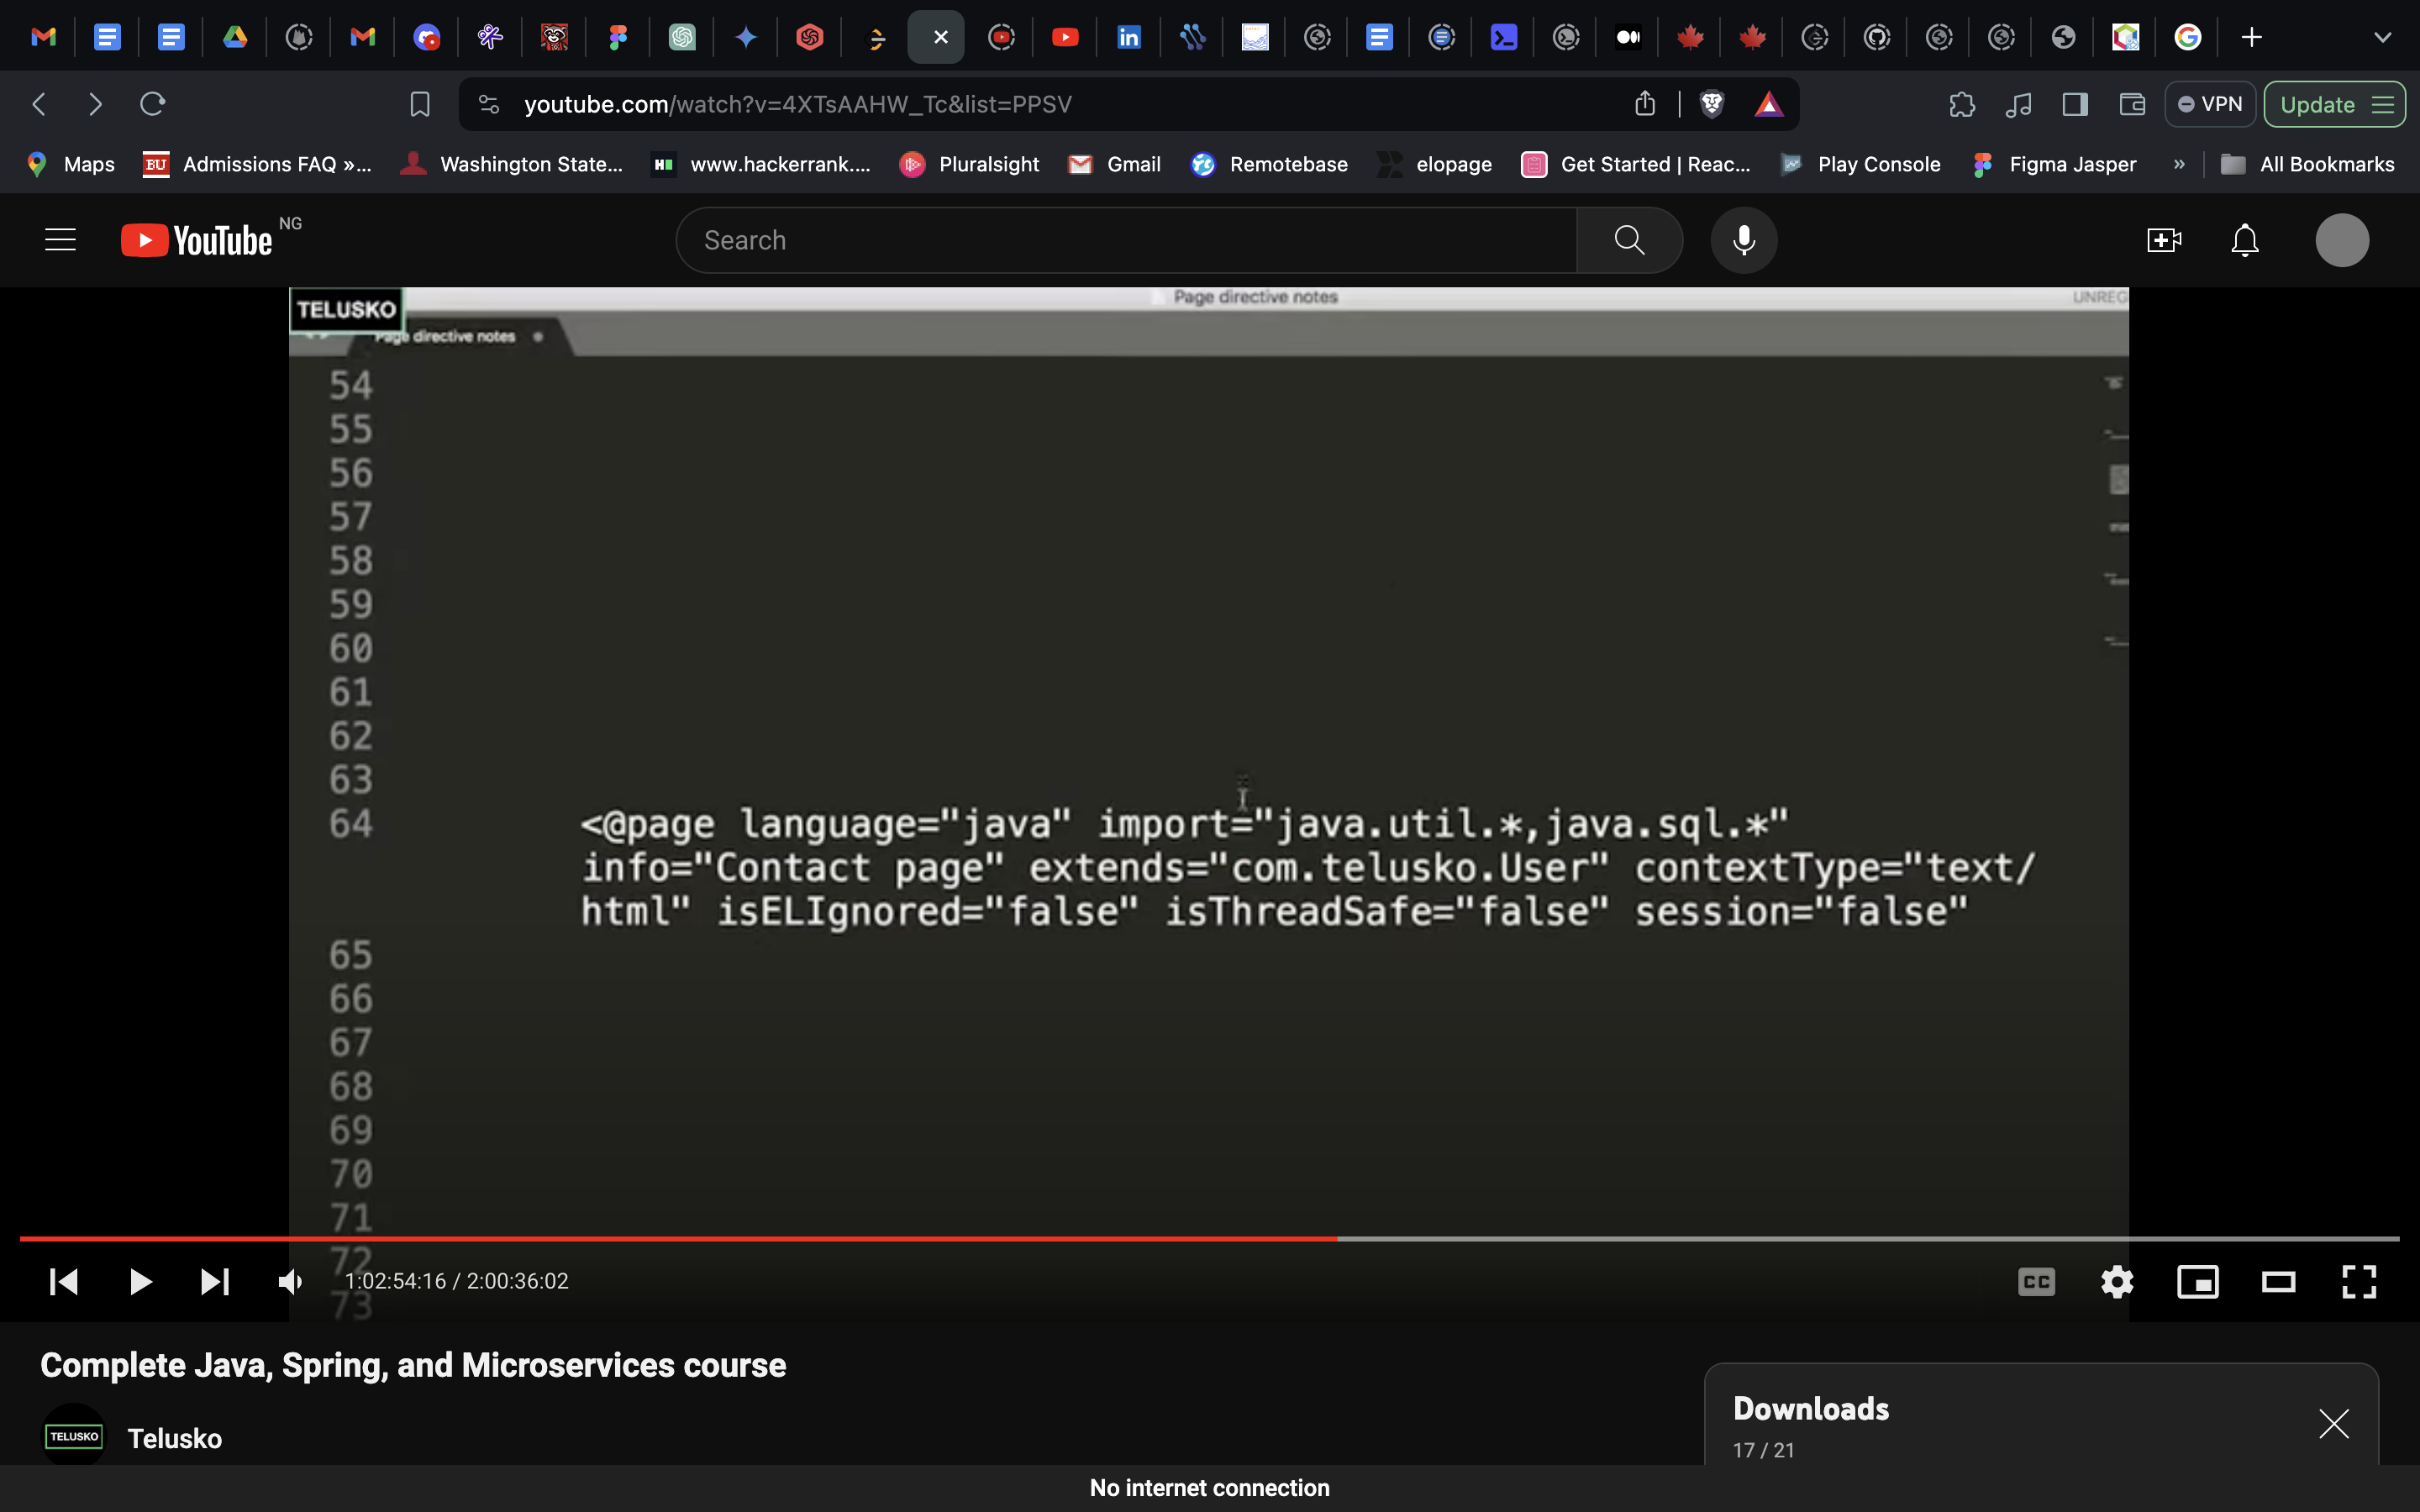 youtube.com/watch?v=4XTsAAHW_Tc&list=PPSV
VPN
Update
Maps
BU
Admissions FAQ »...
Washington State...
H
www.hackerrank....
Pluralsight
Gmail
Remotebase
elopage
Get Started | Reac...
Play Console
Figma Jasper
»
All Bookmarks
YouTube NG
Search
TELUSKO
Page directive notes
UNREG
Page directive notes
54
55
56
57
58
59
60
61
62
63
64 <@page language="java" import="java.util.*,java.sql.*"
info="Contact page" extends="com.telusko.User" contextType="text/
html" isELIgnored="false" isThreadSafe="false" session="false"
65
66
67
68
69
70
71
72
73
1:02:54:16 / 2:00:36:02
CC
Complete Java, Spring, and Microservices course
TELUSKO
Telusko
Downloads
17 / 21
No internet connection